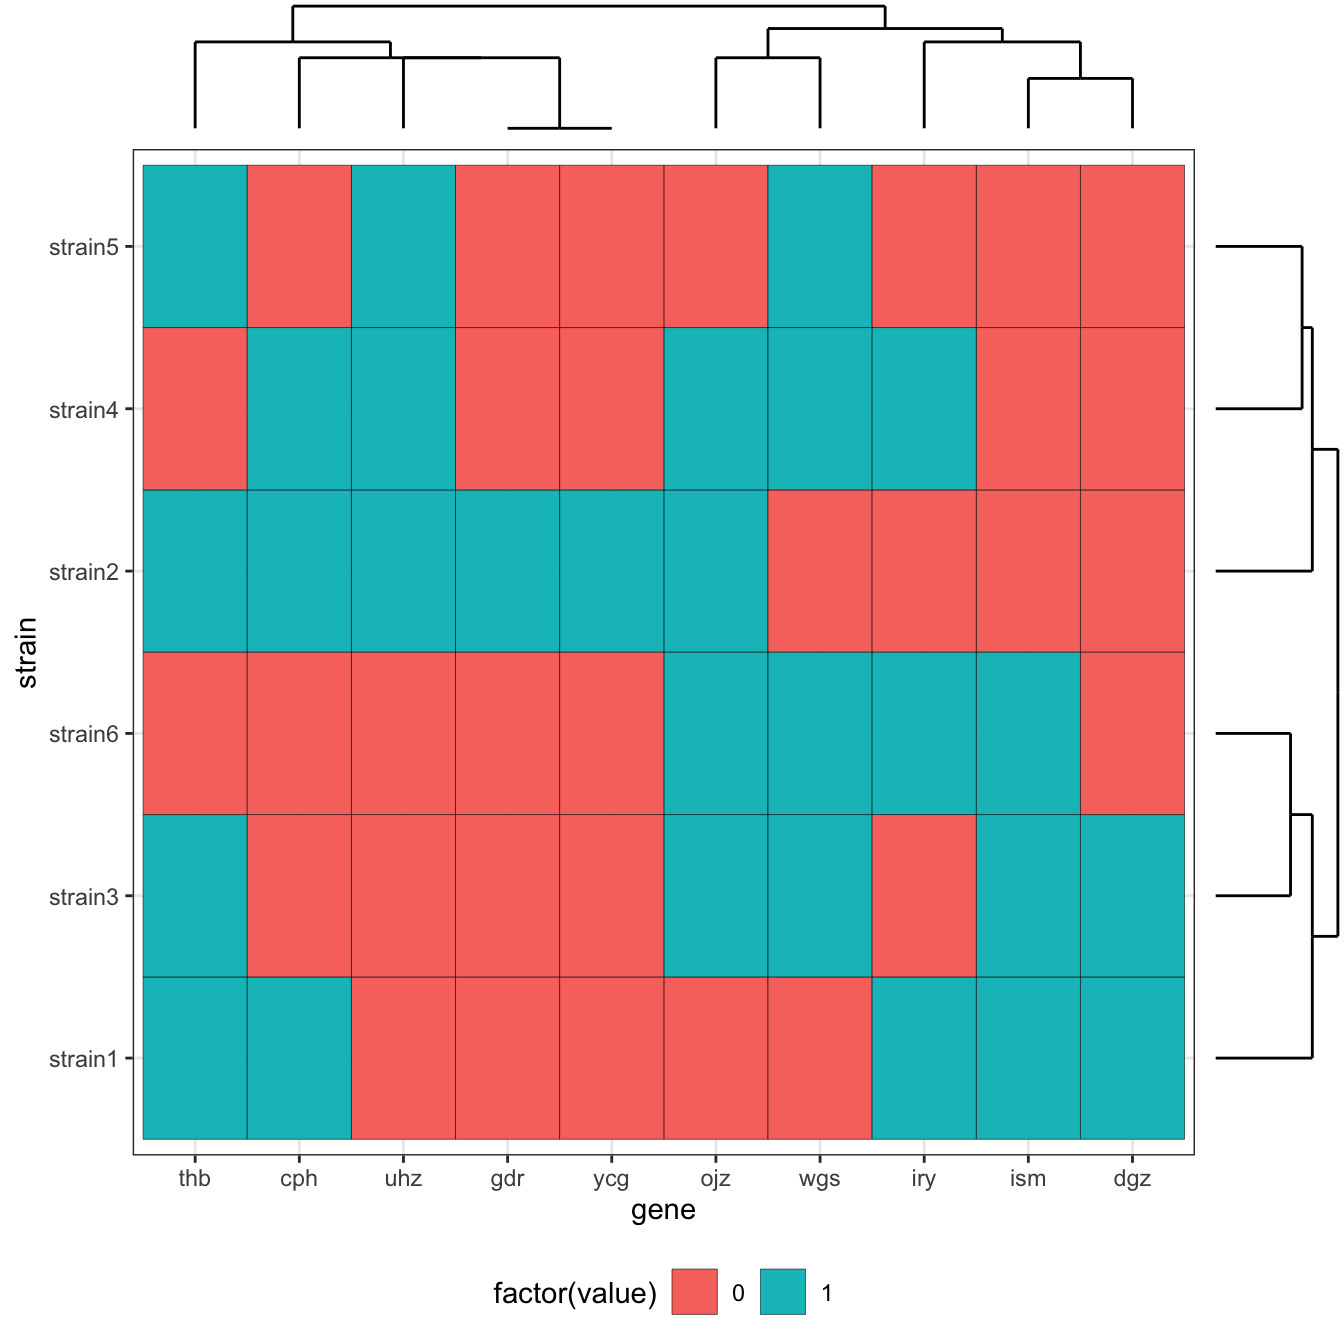 strain5
strain4
strain2
strain6
strain3
strain1
strain
thb cph uhz gdr ycg ojz wgs iry ism dgz
gene
factor(value) 0 1